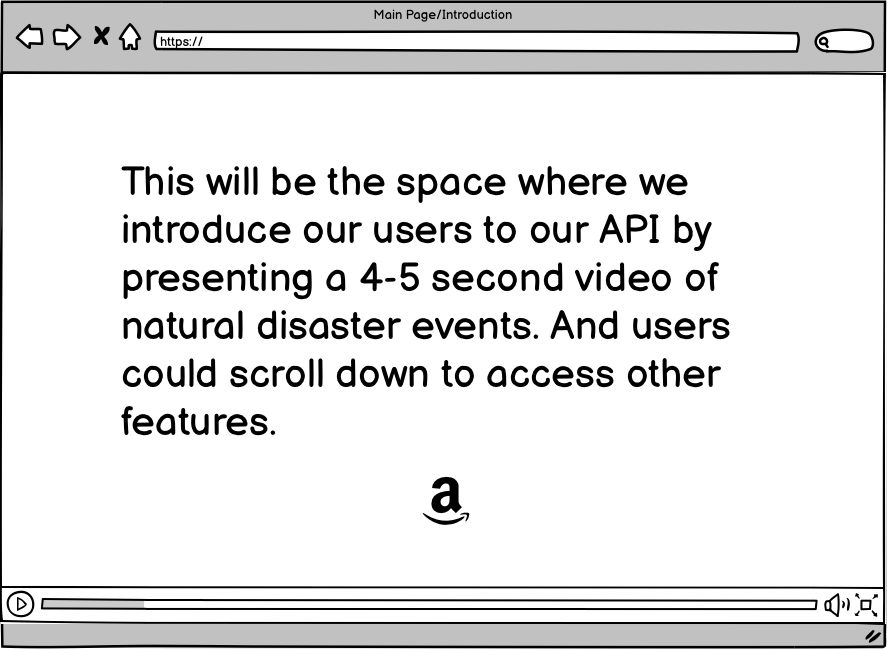 Main Page/Introduction
https://
This will be the space where we
introduce our users to our API by
presenting a 4-5 second video of
natural disaster events. And users
could scroll down to access other
features.
a